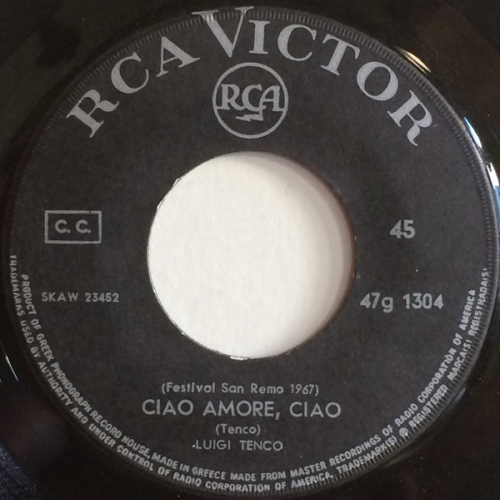 RCA VICTOR
RCA
C. C.
45
SKAW 23452
47g 1304
(Festival San Remo 1967)
CIAO AMORE, CIAO
(Tenco)
LUIGI TENCO
PRODUCT OF GREEK PHONOGRAPH RECORD HOUSE, MADE IN GREECE MADE FROM MASTER RECORDINGS OF RADIO CORPORATION OF AMERICA
TRADEMARKS USED BY AUTHORITY AND UNDER CONTROL OF RADIO CORPORATION OF AMERICA, TRADEMARK(S) ® REGISTERED, MARCA(S) REGISTRADA(S)